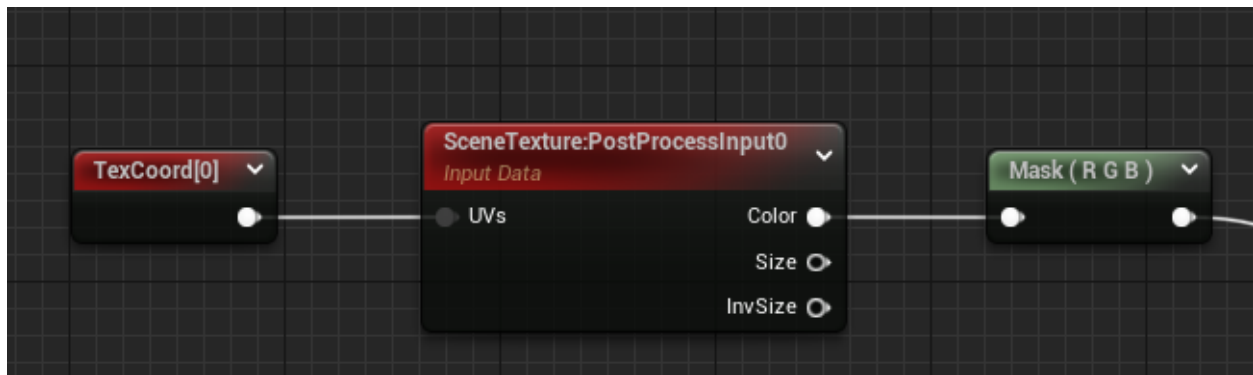 TexCoord[0]
SceneTexture:PostProcessInput0
Input Data
UVs
Color
Size
InvSize
Mask ( R G B )